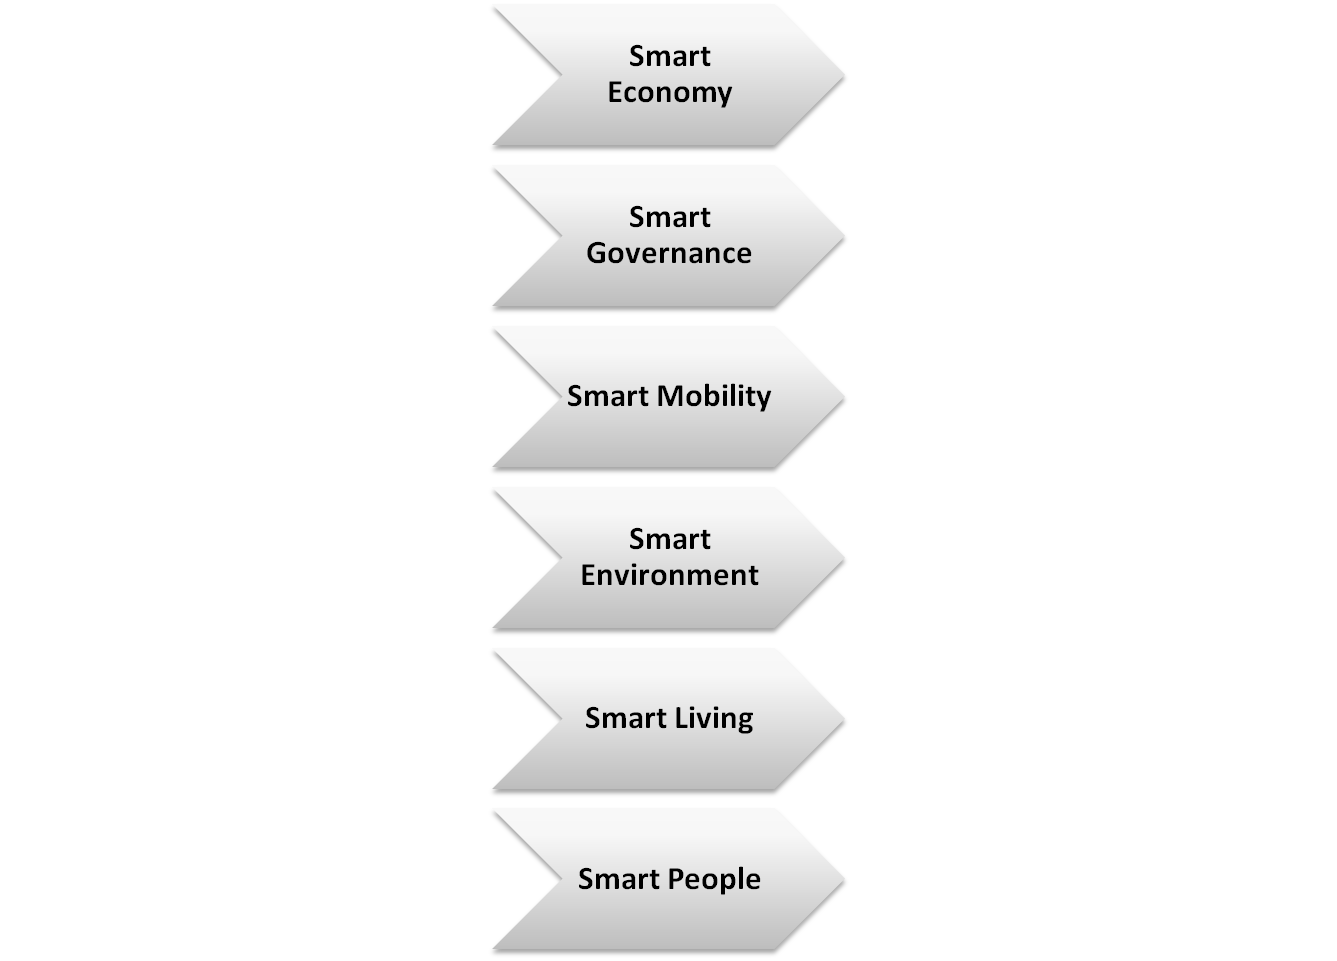 Smart
Economy
Smart
Governance
Smart Mobility
Smart
Environment
Smart Living
Smart People